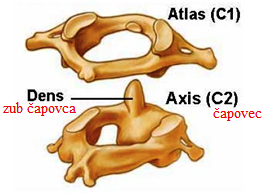 Atlas (C1)
Dens
zub čapovca
Axis (C2)
čapovec